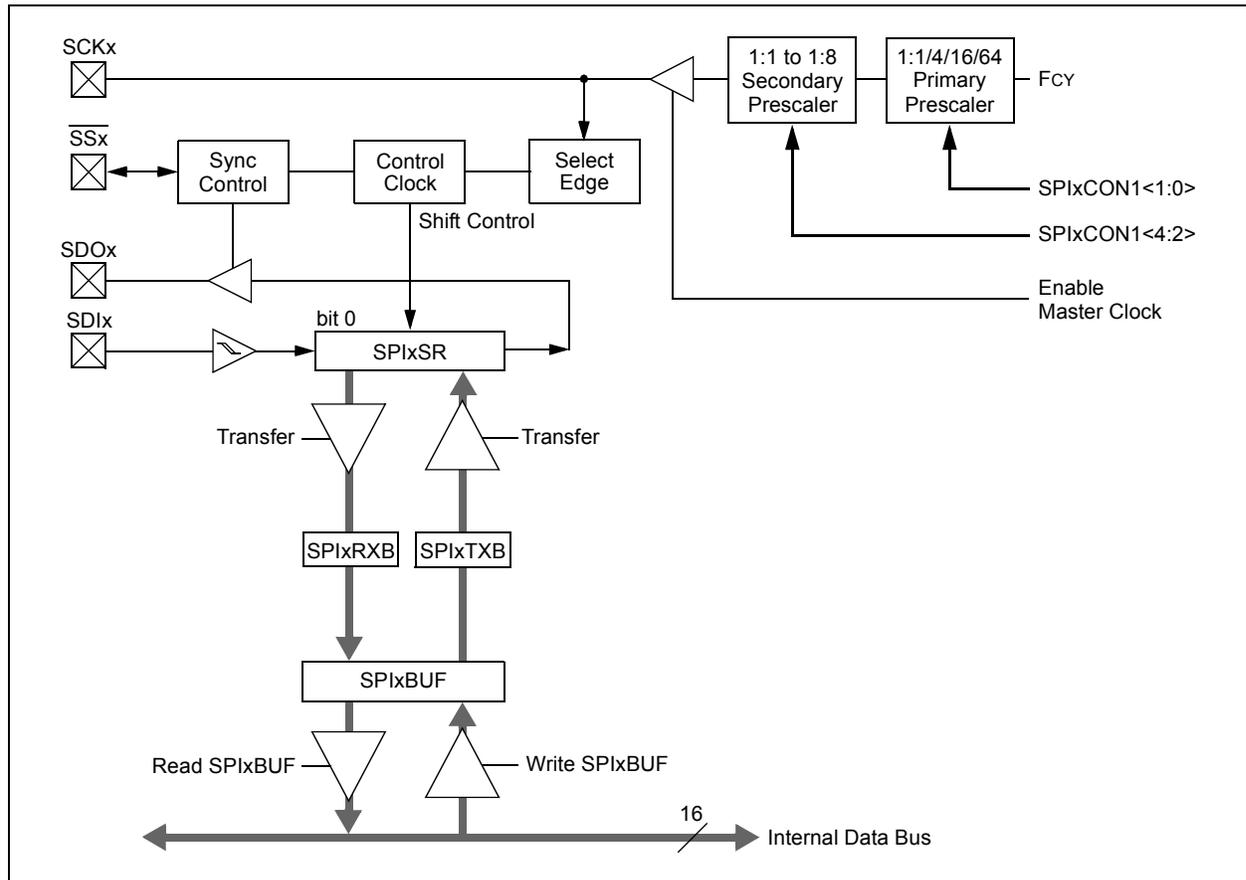 SCKx
1:1 to 1:8
Secondary
Prescaler
1:1/4/16/64
Primary
Prescaler
FCY
SSx
Sync
Control
Control
Clock
Select
Edge
SPIxCON1<1:0>
Shift Control
SPIxCON1<4:2>
SDOx
Enable
Master Clock
SDIx
bit 0
SPIxSR
Transfer
Transfer
SPIxRXB
SPIxTXB
SPIxBUF
Read SPIxBUF
Write SPIxBUF
16
Internal Data Bus